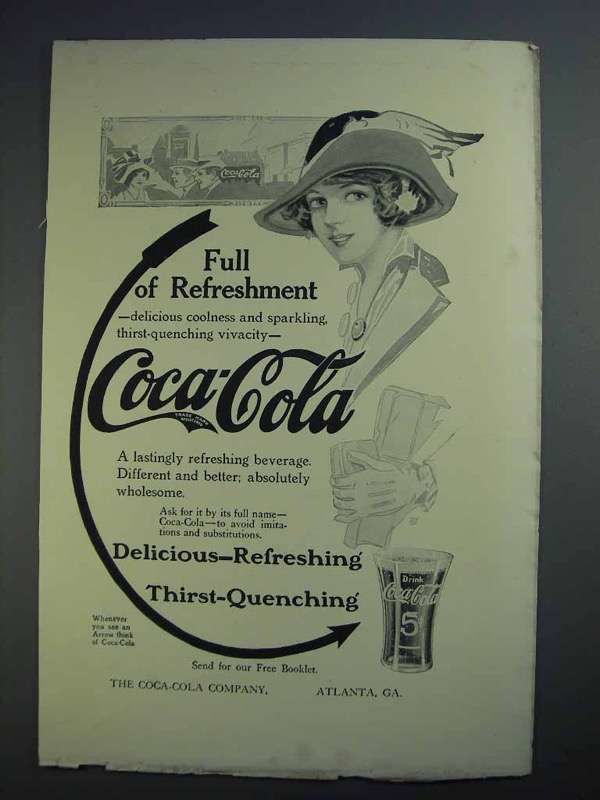 Coca-Cola
Full
of Refreshment
—delicious coolness and sparkling,
thirst-quenching vivacity—
Coca-Cola
TRADE MARK
A lastingly refreshing beverage.
Different and better; absolutely
wholesome.
Ask for it by its full name—
Coca-Cola—to avoid imita-
tions and substitutions.
Delicious—Refreshing
Thirst-Quenching
Drink
Coca-Cola
5
Whenever
you see an
Arrow think
of Coca-Cola
Send for our Free Booklet.
THE COCA-COLA COMPANY, ATLANTA, GA.